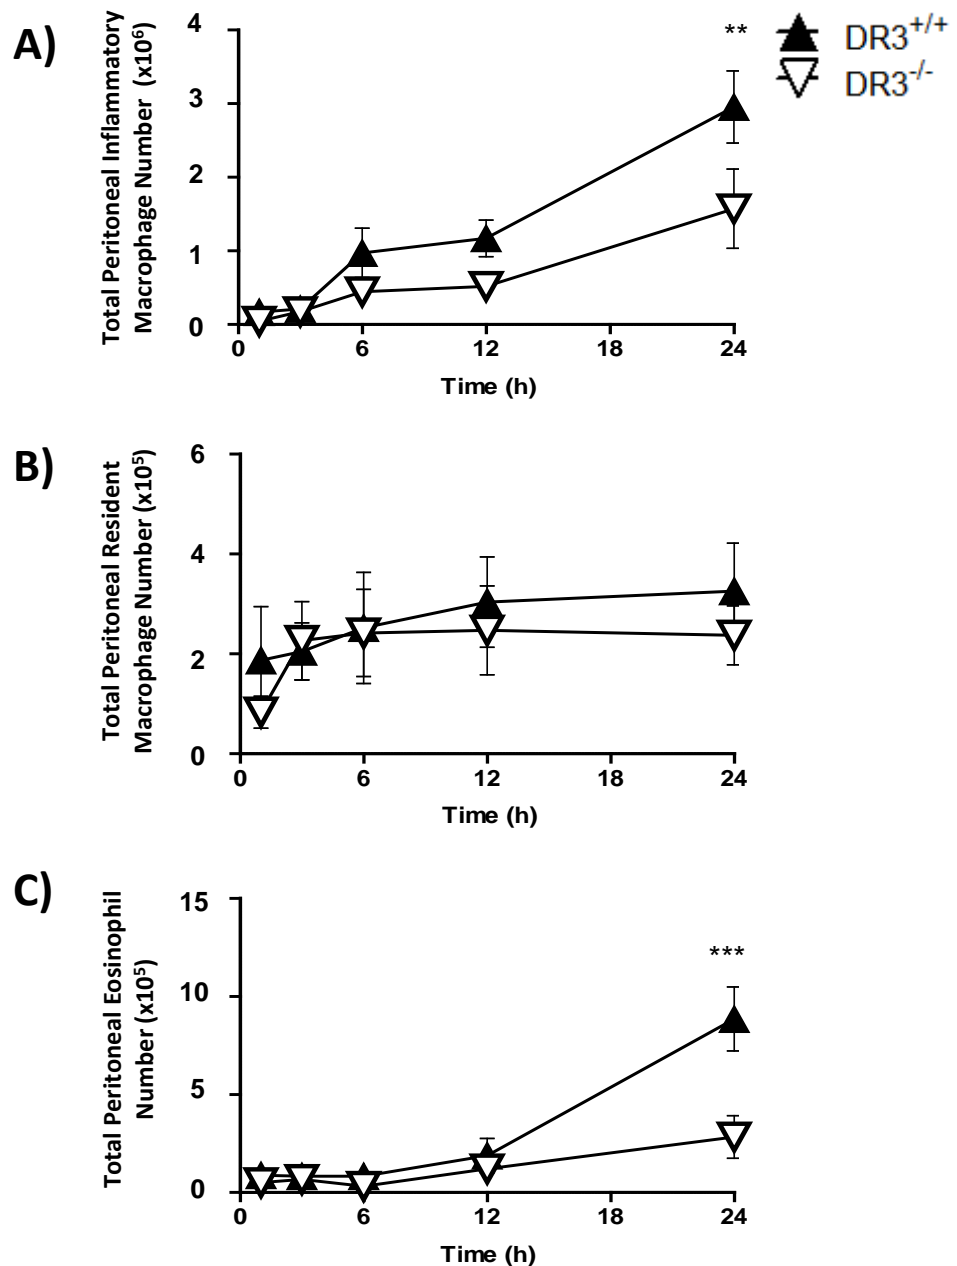 A)
Total Peritoneal Inflammatory
Macrophage Number (x10⁶)
4
3
2
1
0
**
DR3⁺/⁺
DR3⁻/⁻
0 6 12 18 24
Time (h)
B)
Total Peritoneal Resident
Macrophage Number (x10⁵)
6
4
2
0
0 6 12 18 24
Time (h)
C)
Total Peritoneal Eosinophil
Number (x10⁵)
15
10
5
0
***
0 6 12 18 24
Time (h)